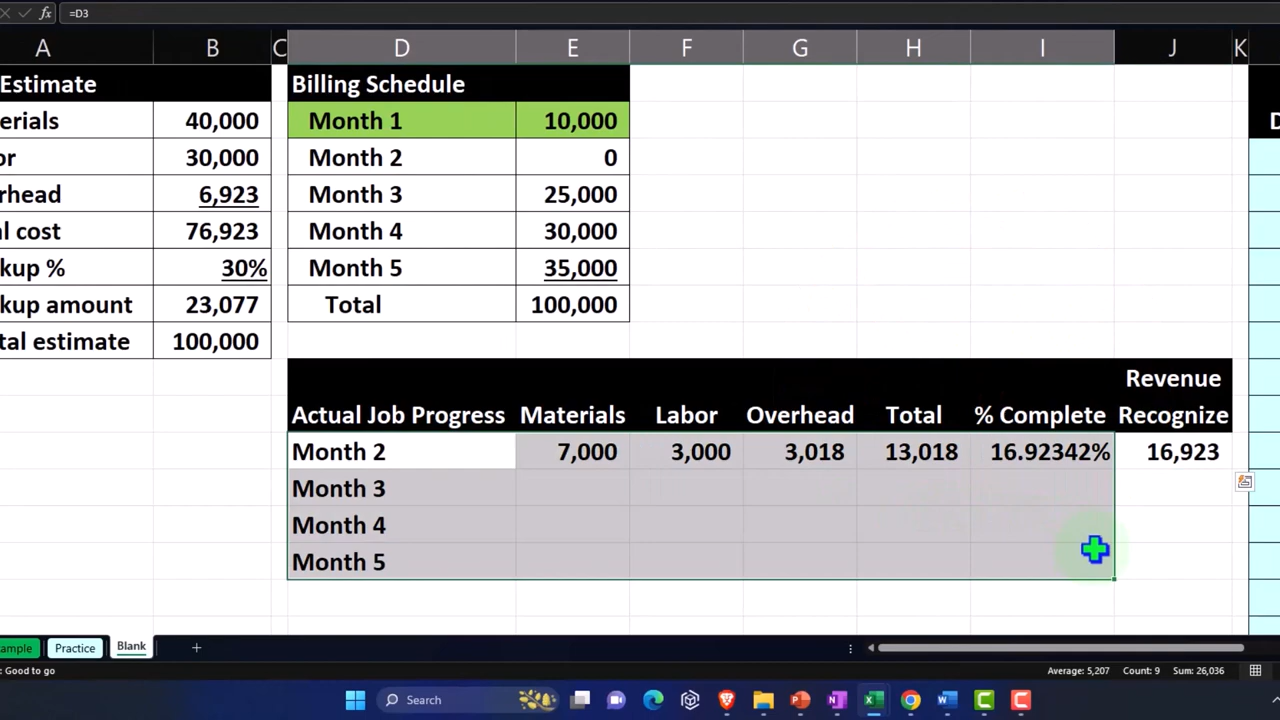 =D3
A B C D E F G H I J K
Estimate Billing Schedule
erials 40,000 Month 1 10,000
or 30,000 Month 2 0
rhead 6,923 Month 3 25,000
al cost 76,923 Month 4 30,000
kup % 30% Month 5 35,000
kup amount 23,077 Total 100,000
tal estimate 100,000
Revenue
Actual Job Progress Materials Labor Overhead Total % Complete Recognize
Month 2 7,000 3,000 3,018 13,018 16.92342% 16,923
Month 3
Month 4
Month 5
ample Practice Blank
: Good to go Average: 5,207 Count: 9 Sum: 26,036
Search